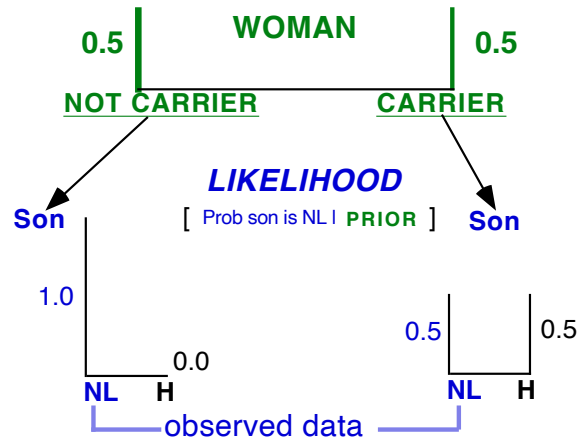 WOMAN
0.5
0.5
NOT CARRIER
CARRIER
LIKELIHOOD
Son
[ Prob son is NL | PRIOR ]
Son
1.0
0.0
0.5
0.5
NL H
NL H
observed data